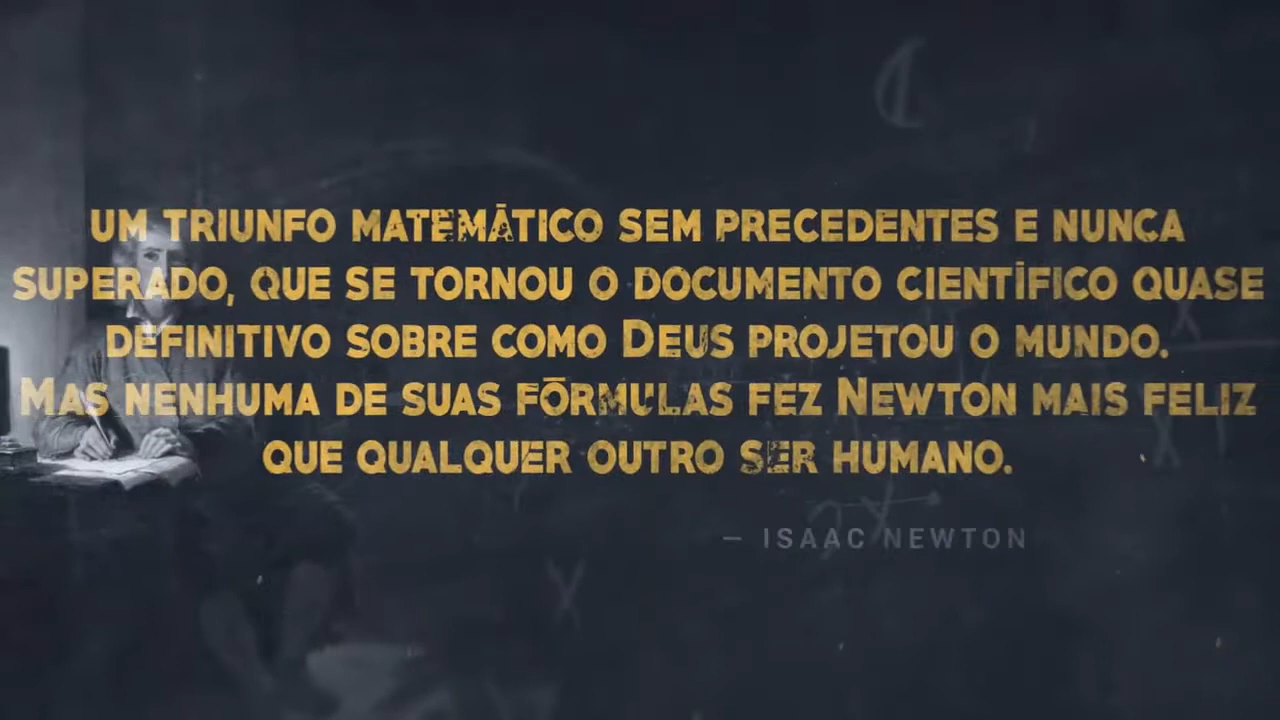 UM TRIUNFO MATEMÁTICO SEM PRECEDENTES E NUNCA
SUPERADO, QUE SE TORNOU O DOCUMENTO CIENTÍFICO QUASE
DEFINITIVO SOBRE COMO DEUS PROJETOU O MUNDO.
MAS NENHUMA DE SUAS FÓRMULAS FEZ NEWTON MAIS FELIZ
QUE QUALQUER OUTRO SER HUMANO.
— ISAAC NEWTON